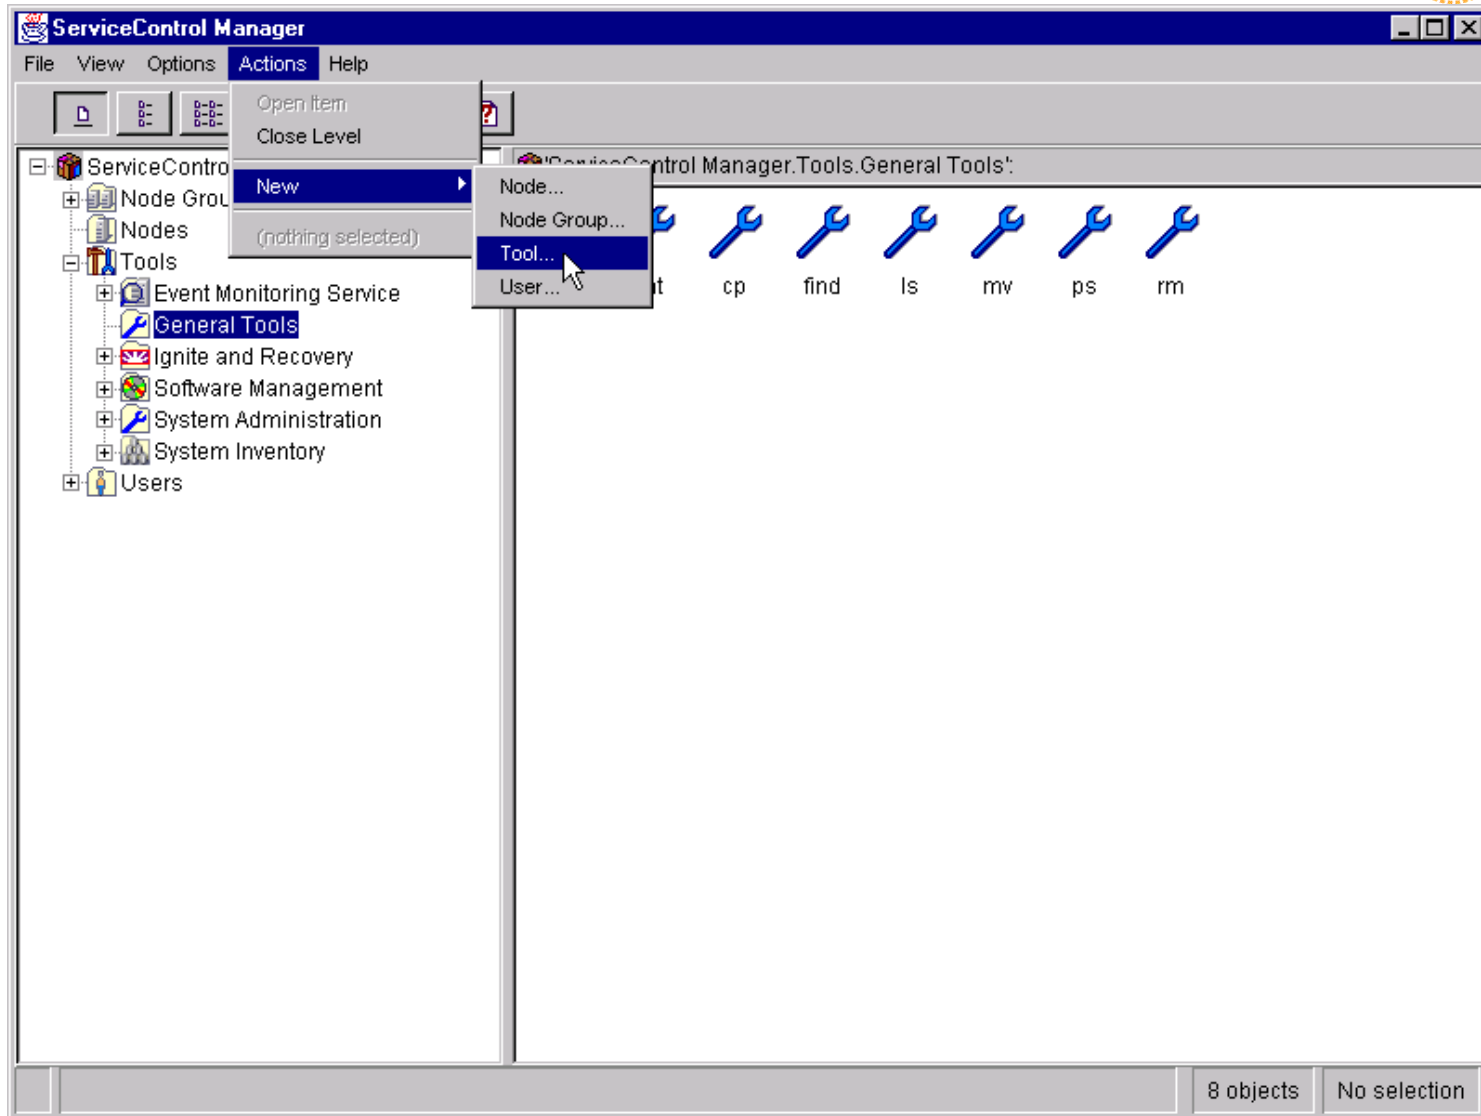 ServiceControl Manager
File View Options Actions Help
Open Item
Close Level
New
(nothing selected)
Node...
Node Group...
Tool...
User...
'ServiceControl Manager.Tools.General Tools':
ServiceContro
Node Grou
Nodes
Tools
Event Monitoring Service
General Tools
Ignite and Recovery
Software Management
System Administration
System Inventory
Users
cp find ls mv ps rm
8 objects No selection